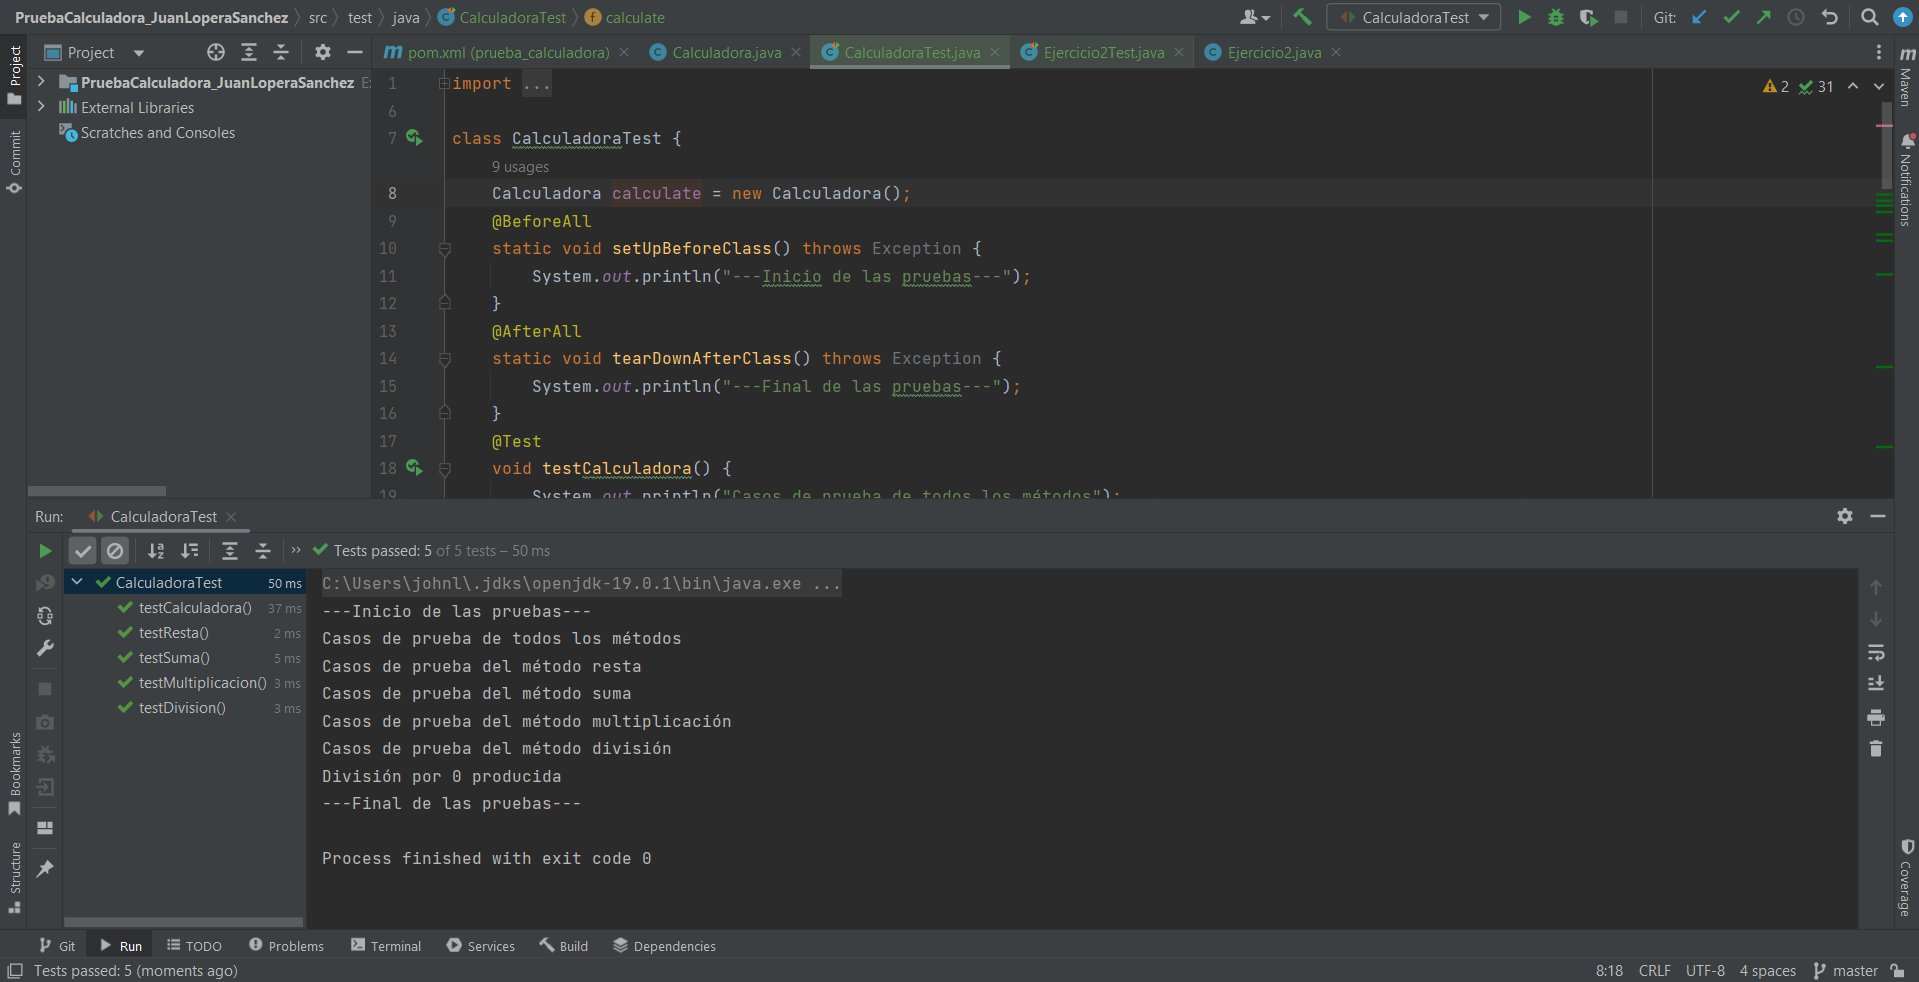 PruebaCalculadora_JuanLoperaSanchez > src > test > java > CalculadoraTest > calculate
CalculadoraTest
Git:
Project
pom.xml (prueba_calculadora)
Calculadora.java
CalculadoraTest.java
Ejercicio2Test.java
Ejercicio2.java
Project
Commit
Bookmarks
Structure
PruebaCalculadora_JuanLoperaSanchez
External Libraries
Scratches and Consoles
2 31
Maven
Notifications
Coverage
1 import ...
6
7 class CalculadoraTest {
9 usages
8 Calculadora calculate = new Calculadora();
9 @BeforeAll
10 static void setUpBeforeClass() throws Exception {
11 System.out.println("---Inicio de las pruebas---");
12 }
13 @AfterAll
14 static void tearDownAfterClass() throws Exception {
15 System.out.println("---Final de las pruebas---");
16 }
17 @Test
18 void testCalculadora() {
19 System.out.println("Casos de prueba de todos los métodos");
Run: CalculadoraTest
Tests passed: 5 of 5 tests – 50 ms
CalculadoraTest 50 ms
testCalculadora() 37 ms
testResta() 2 ms
testSuma() 5 ms
testMultiplicacion() 3 ms
testDivision() 3 ms
C:\Users\johnl\.jdks\openjdk-19.0.1\bin\java.exe ...
---Inicio de las pruebas---
Casos de prueba de todos los métodos
Casos de prueba del método resta
Casos de prueba del método suma
Casos de prueba del método multiplicación
Casos de prueba del método división
División por 0 producida
---Final de las pruebas---
Process finished with exit code 0
Git Run TODO Problems Terminal Services Build Dependencies
Tests passed: 5 (moments ago)
8:18 CRLF UTF-8 4 spaces master